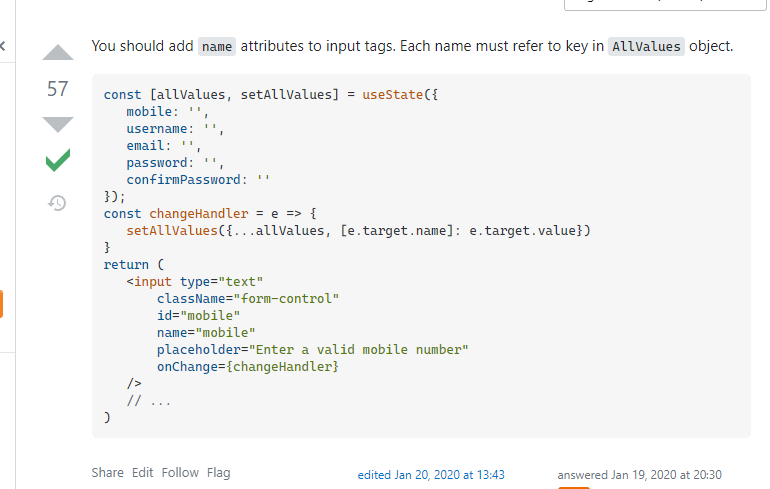 You should add name attributes to input tags. Each name must refer to key in AllValues object.
57
const [allValues, setAllValues] = useState({
   mobile: '',
   username: '',
   email: '',
   password: '',
   confirmPassword: ''
});
const changeHandler = e => {
   setAllValues({...allValues, [e.target.name]: e.target.value})
}
return (
   <input type="text"
       className="form-control"
       id="mobile"
       name="mobile"
       placeholder="Enter a valid mobile number"
       onChange={changeHandler}
   />
   // ...
)
Share Edit Follow Flag
edited Jan 20, 2020 at 13:43
answered Jan 19, 2020 at 20:30